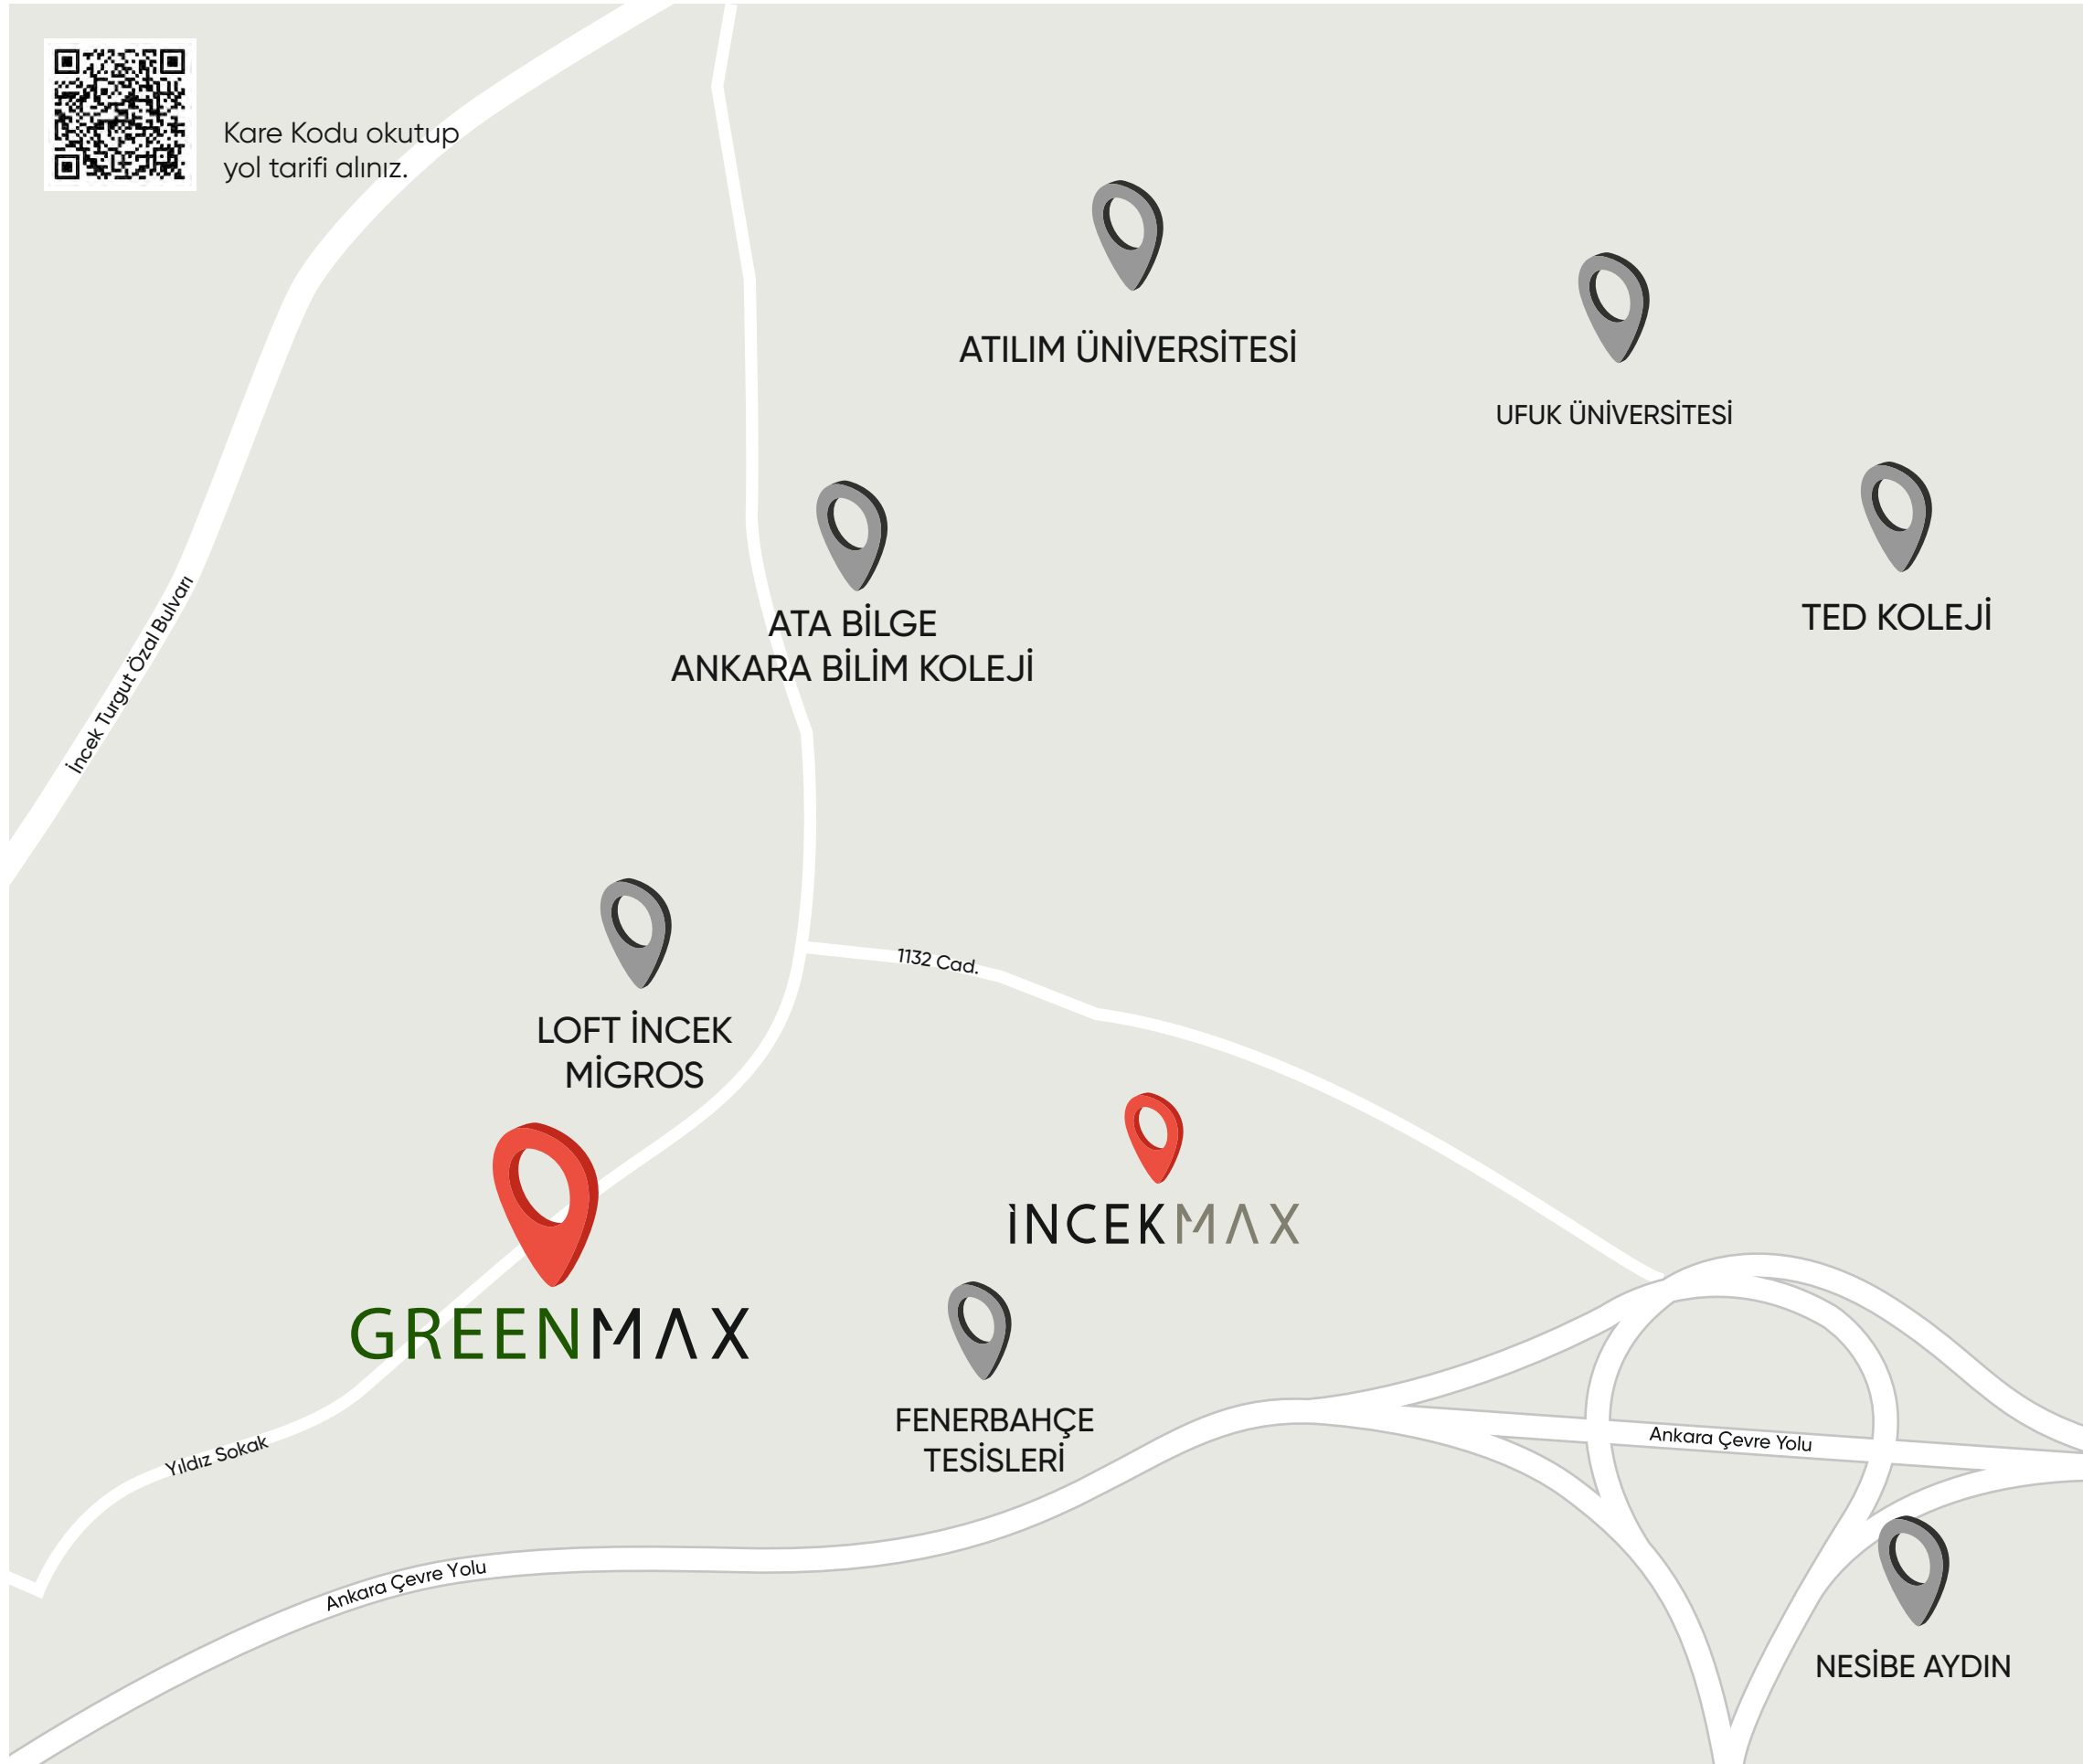 Kare Kodu okutup
yol tarifi alınız.
ATILIM ÜNİVERSİTESİ
UFUK ÜNİVERSİTESİ
TED KOLEJİ
ATA BİLGE
ANKARA BİLİM KOLEJİ
İncek Turgut Özal Bulvarı
1132 Cad.
LOFT İNCEK
MİGROS
İNCEKMAX
GREENMAX
FENERBAHÇE
TESİSLERİ
Yıldız Sokak
Ankara Çevre Yolu
Ankara Çevre Yolu
NESİBE AYDIN